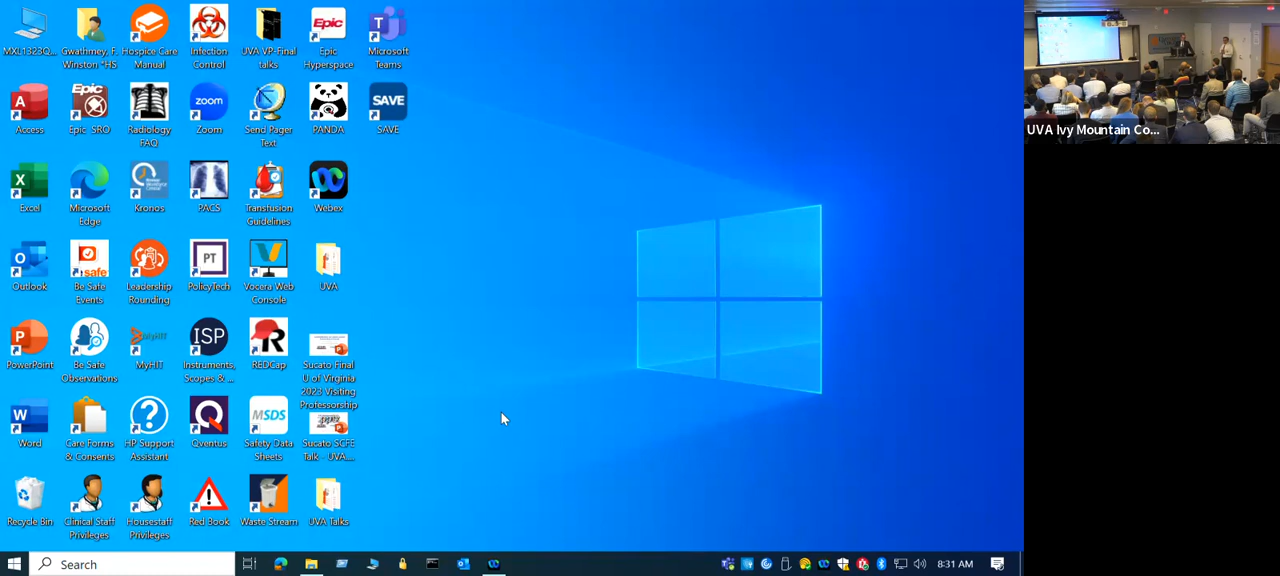 MXL1323Q...
Gwathmey, F.
Winston "HS
Hospice Care
Manual
Infection
Control
UVA VP-Final
talks
Epic
Epic
Hyperspace
Microsoft
Teams
Access
Epic
Epic SRO
Radiology
FAQ
zoom
Zoom
Send Pager
Text
PANDA
SAVE
SAVE
Excel
Microsoft
Edge
Kronos
PACS
Transfusion
Guidelines
Webex
Outlook
Be safe
Be Safe
Events
Leadership
Rounding
PT
PolicyTech
Vocera Web
Console
UVA
PowerPoint
Be Safe
Observations
MyHIT
MyHIT
ISP
Instruments,
Scopes & ...
REDCap
Sucato Final
U of Virginia
2023 Visiting
Professorship
Word
Care Forms
& Consents
HP Support
Assistant
Qventus
MSDS
Safety Data
Sheets
Sucato SCFE
Talk - UVA....
Recycle Bin
Clinical Staff
Privileges
Housestaff
Privileges
Red Book
Waste Stream
UVA Talks
Search
8:31 AM
UVA Ivy Mountain Co...